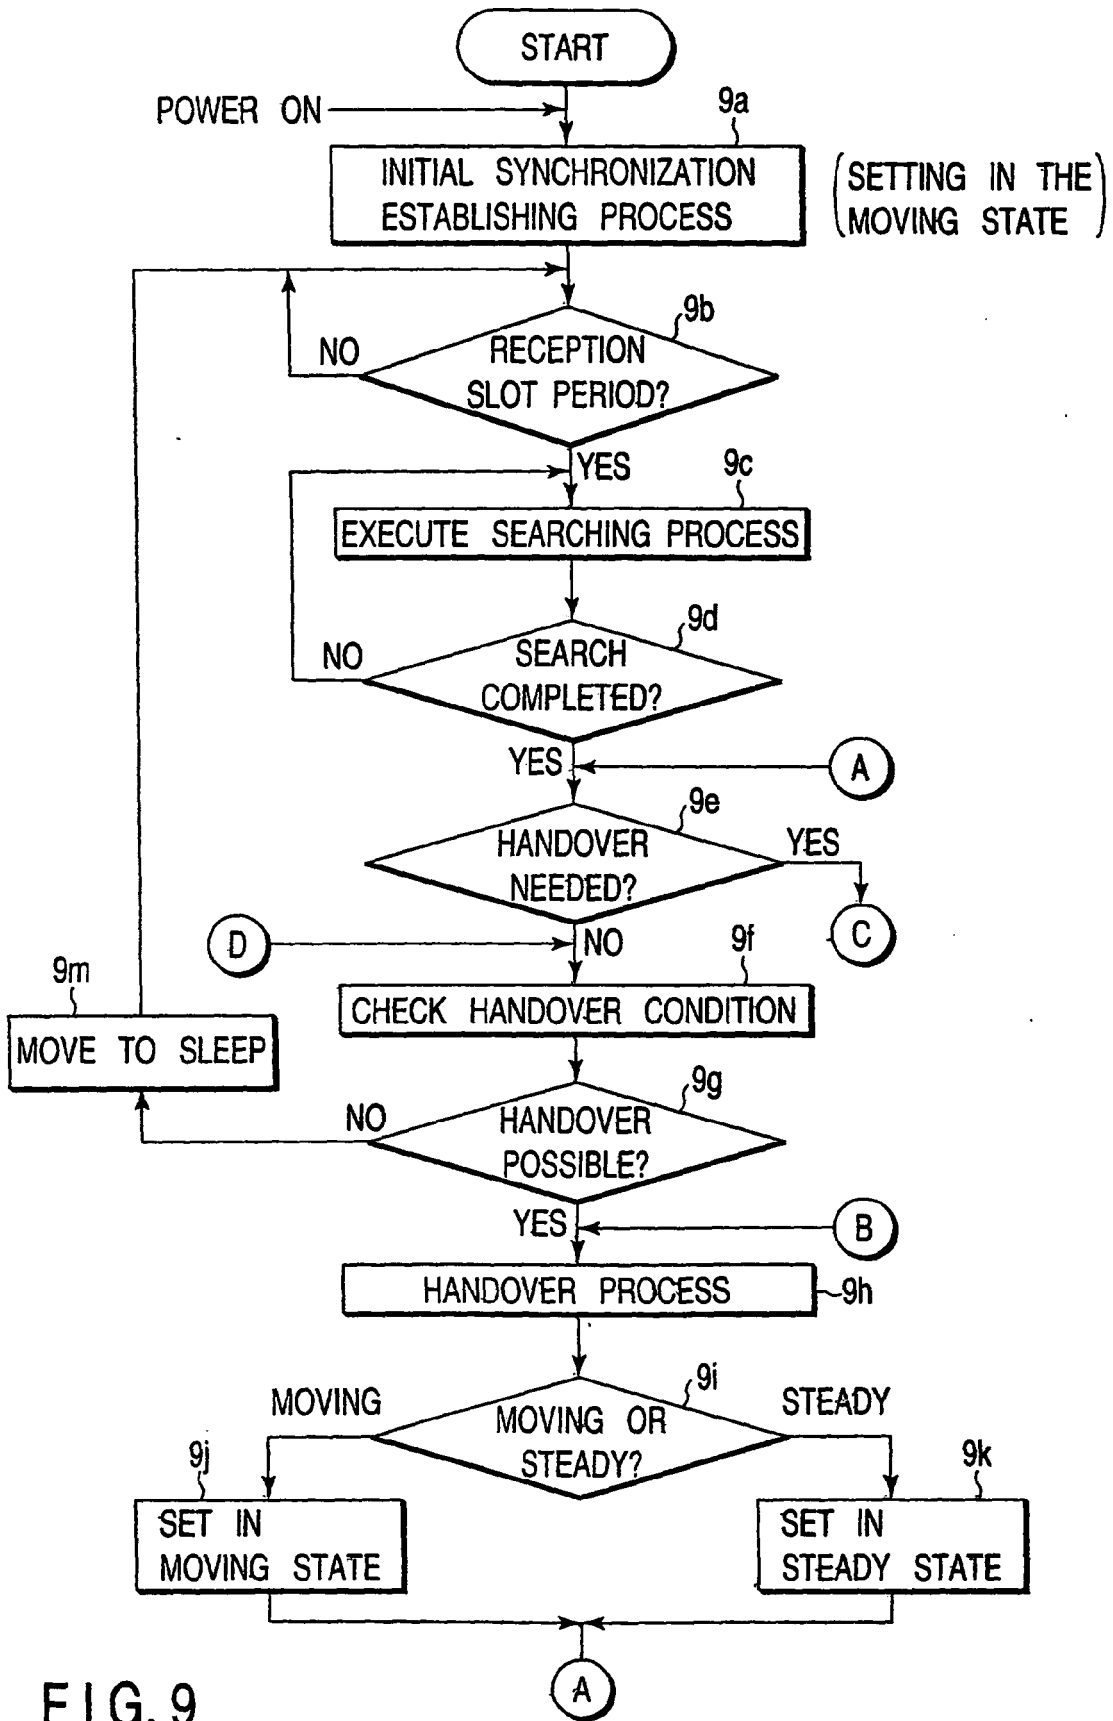 START
POWER ON
9a
INITIAL SYNCHRONIZATION
ESTABLISHING PROCESS
(SETTING IN THE
MOVING STATE)
9b
RECEPTION
SLOT PERIOD?
NO
YES
9c
EXECUTE SEARCHING PROCESS
9d
SEARCH
COMPLETED?
NO
YES
A
9e
HANDOVER
NEEDED?
YES
C
D
NO
9f
CHECK HANDOVER CONDITION
9m
MOVE TO SLEEP
9g
HANDOVER
POSSIBLE?
NO
YES
B
HANDOVER PROCESS
9h
9i
MOVING OR
STEADY?
MOVING
STEADY
9j
SET IN
MOVING STATE
9k
SET IN
STEADY STATE
A
FIG. 9